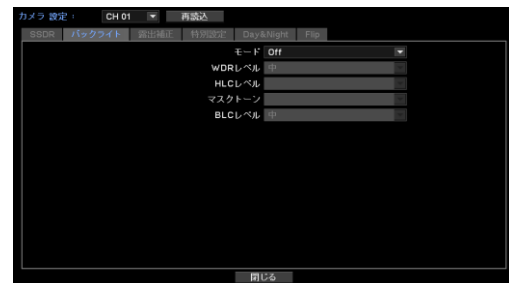 カメラ 設定 : CH 01 再読込
SSDR バックライト 露出補正 特別設定 Day&Night Flip
モード Off
WDRレベル 中
HLCレベル
マスクトーン
BLCレベル 中
閉じる